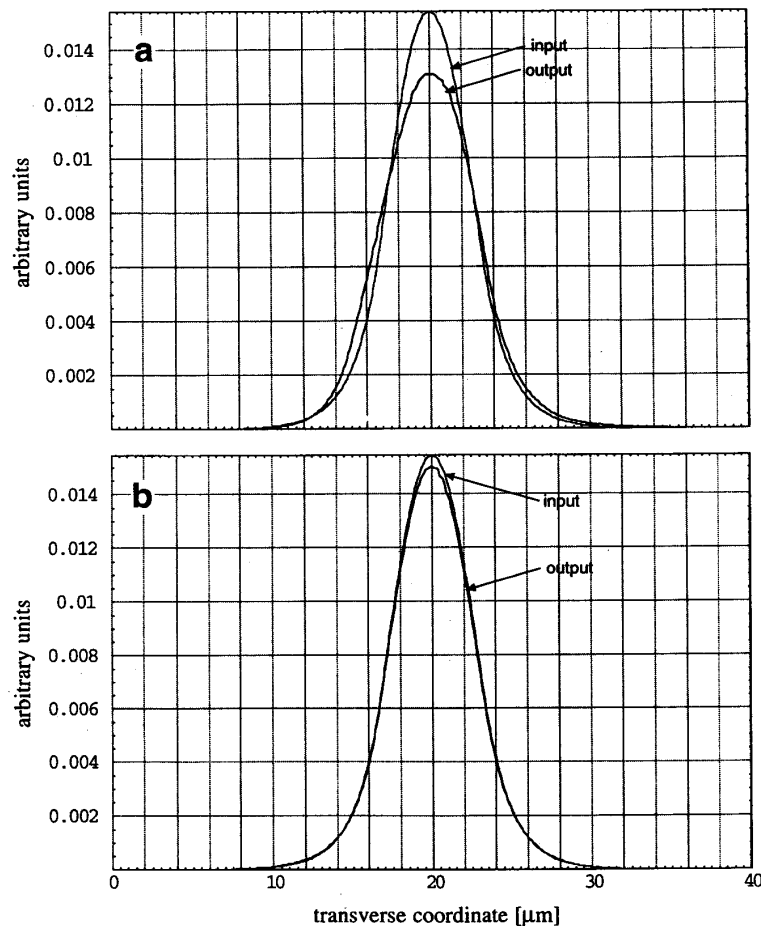 a
0.014
0.012
0.01
0.008
0.006
0.004
0.002
arbitrary units
input
output
b
0.014
0.012
0.01
0.008
0.006
0.004
0.002
arbitrary units
input
output
0 10 20 30 40
transverse coordinate [μm]